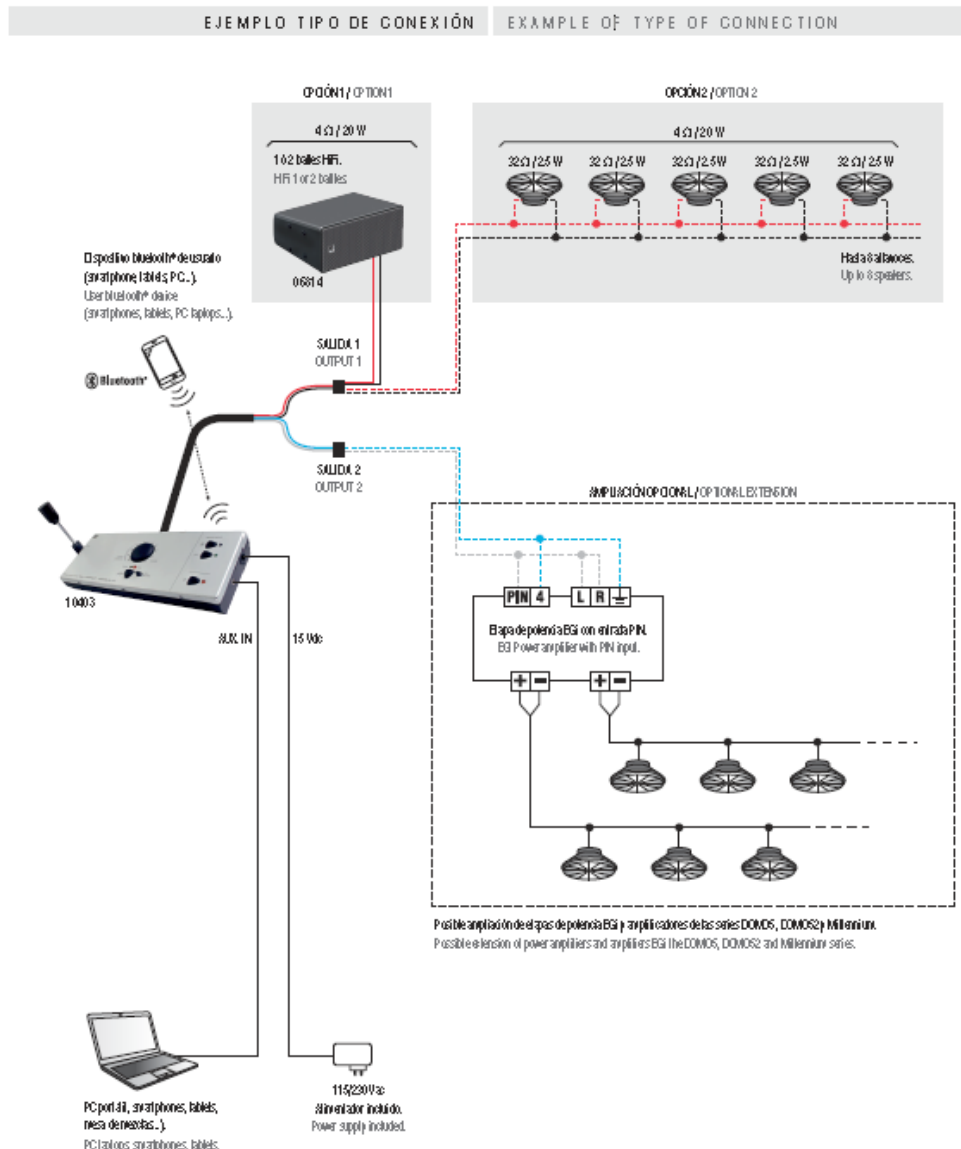 EJEMPLO TIPO DE CONEXIÓN
EXAMPLE OF TYPE OF CONNECTION
OPCIÓN 1 / OPTION 1
4 Ω / 20 W
1 ó 2 bafles HiFi.
HiFi 1 or 2 baffles
06814
OPCIÓN 2 / OPTION 2
4 Ω / 20 W
32 Ω / 2.5 W
32 Ω / 2.5 W
32 Ω / 2.5 W
32 Ω / 2.5 W
32 Ω / 2.5 W
Hasta 8 altavoces.
Up to 8 speakers.
Dispositivo bluetooth® de usuario
(smartphone, tablets, PC...).
User bluetooth® device
(smartphones, tablets, PC laptops...).
Bluetooth®
SALIDA 1
OUTPUT 1
SALIDA 2
OUTPUT 2
10403
AUX. IN
15 Vdc
AMPLIACIÓN OPCIONAL / OPTIONAL EXTENSION
PIN 4
L R
Etapa de potencia EGi con entrada PIN.
EGI Power amplifier with PIN input.
+ −
+ −
Posible ampliación de etapas de potencia EGi y amplificadores de las series DOMOS, DOMOS2 y Millennium.
Possible extension of power amplifiers and amplifiers EGI the DOMOS, DOMOS2 and Millennium series.
PC portátil, smartphones, tablets,
mesa de mezclas...).
PC laptops, smartphones, tablets,
115/230 Vac
Alimentador incluido.
Power supply included.